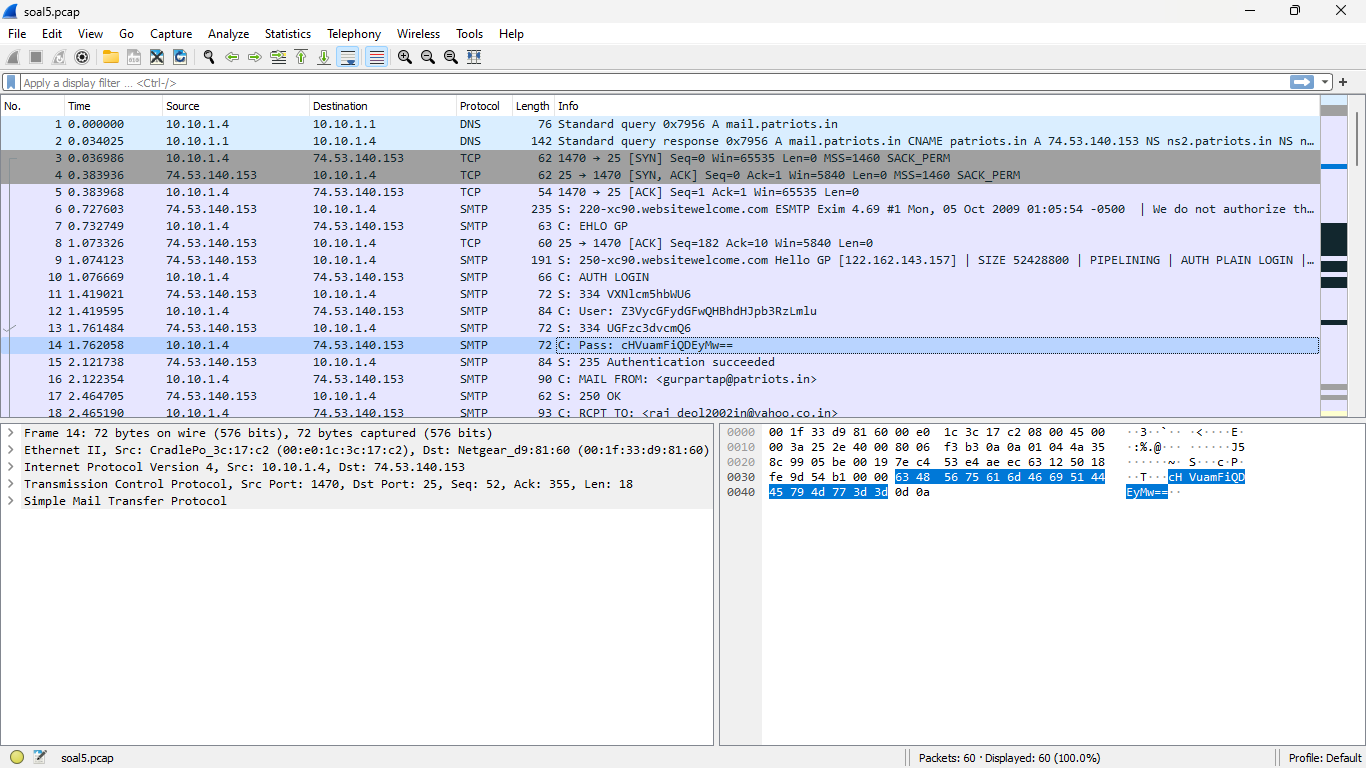 soal5.pcap
File Edit View Go Capture Analyze Statistics Telephony Wireless Tools Help
Apply a display filter … <Ctrl-/>
No. Time Source Destination Protocol Length Info
1 0.000000 10.10.1.4 10.10.1.1 DNS 76 Standard query 0x7956 A mail.patriots.in
2 0.034025 10.10.1.1 10.10.1.4 DNS 142 Standard query response 0x7956 A mail.patriots.in CNAME patriots.in A 74.53.140.153 NS ns2.patriots.in NS n…
3 0.036986 10.10.1.4 74.53.140.153 TCP 62 1470 → 25 [SYN] Seq=0 Win=65535 Len=0 MSS=1460 SACK_PERM
4 0.383936 74.53.140.153 10.10.1.4 TCP 62 25 → 1470 [SYN, ACK] Seq=0 Ack=1 Win=5840 Len=0 MSS=1460 SACK_PERM
5 0.383968 10.10.1.4 74.53.140.153 TCP 54 1470 → 25 [ACK] Seq=1 Ack=1 Win=65535 Len=0
6 0.727603 74.53.140.153 10.10.1.4 SMTP 235 S: 220-xc90.websitewelcome.com ESMTP Exim 4.69 #1 Mon, 05 Oct 2009 01:05:54 -0500 | We do not authorize th…
7 0.732749 10.10.1.4 74.53.140.153 SMTP 63 C: EHLO GP
8 1.073326 74.53.140.153 10.10.1.4 TCP 60 25 → 1470 [ACK] Seq=182 Ack=10 Win=5840 Len=0
9 1.074123 74.53.140.153 10.10.1.4 SMTP 191 S: 250-xc90.websitewelcome.com Hello GP [122.162.143.157] | SIZE 52428800 | PIPELINING | AUTH PLAIN LOGIN |…
10 1.076669 10.10.1.4 74.53.140.153 SMTP 66 C: AUTH LOGIN
11 1.419021 74.53.140.153 10.10.1.4 SMTP 72 S: 334 VXNlcm5hbWU6
12 1.419595 10.10.1.4 74.53.140.153 SMTP 84 C: User: Z3VycGFydGFwQHBhdHJpb3RzLmlu
13 1.761484 74.53.140.153 10.10.1.4 SMTP 72 S: 334 UGFzc3dvcmQ6
14 1.762058 10.10.1.4 74.53.140.153 SMTP 72 C: Pass: cHVuamFiQDEyMw==
15 2.121738 74.53.140.153 10.10.1.4 SMTP 84 S: 235 Authentication succeeded
16 2.122354 10.10.1.4 74.53.140.153 SMTP 90 C: MAIL FROM: <gurpartap@patriots.in>
17 2.464705 74.53.140.153 10.10.1.4 SMTP 62 S: 250 OK
18 2.465190 10.10.1.4 74.53.140.153 SMTP 93 C: RCPT TO: <raj_deol2002in@yahoo.co.in>
Frame 14: 72 bytes on wire (576 bits), 72 bytes captured (576 bits)
Ethernet II, Src: CradlePo_3c:17:c2 (00:e0:1c:3c:17:c2), Dst: Netgear_d9:81:60 (00:1f:33:d9:81:60)
Internet Protocol Version 4, Src: 10.10.1.4, Dst: 74.53.140.153
Transmission Control Protocol, Src Port: 1470, Dst Port: 25, Seq: 52, Ack: 355, Len: 18
Simple Mail Transfer Protocol
0000 00 1f 33 d9 81 60 00 e0 1c 3c 17 c2 08 00 45 00 ··3··`·· ·<····E·
0010 00 3a 25 2e 40 00 80 06 f3 b3 0a 0a 01 04 4a 35 ·:%.@··· ······J5
0020 8c 99 05 be 00 19 7e c4 53 e4 ae ec 63 12 50 18 ······~· S···c·P·
0030 fe 9d 54 b1 00 00 63 48 56 75 61 6d 46 69 51 44 ··T···cH VuamFiQD
0040 45 79 4d 77 3d 3d 0d 0a EyMw==··
soal5.pcap Packets: 60 · Displayed: 60 (100.0%) Profile: Default